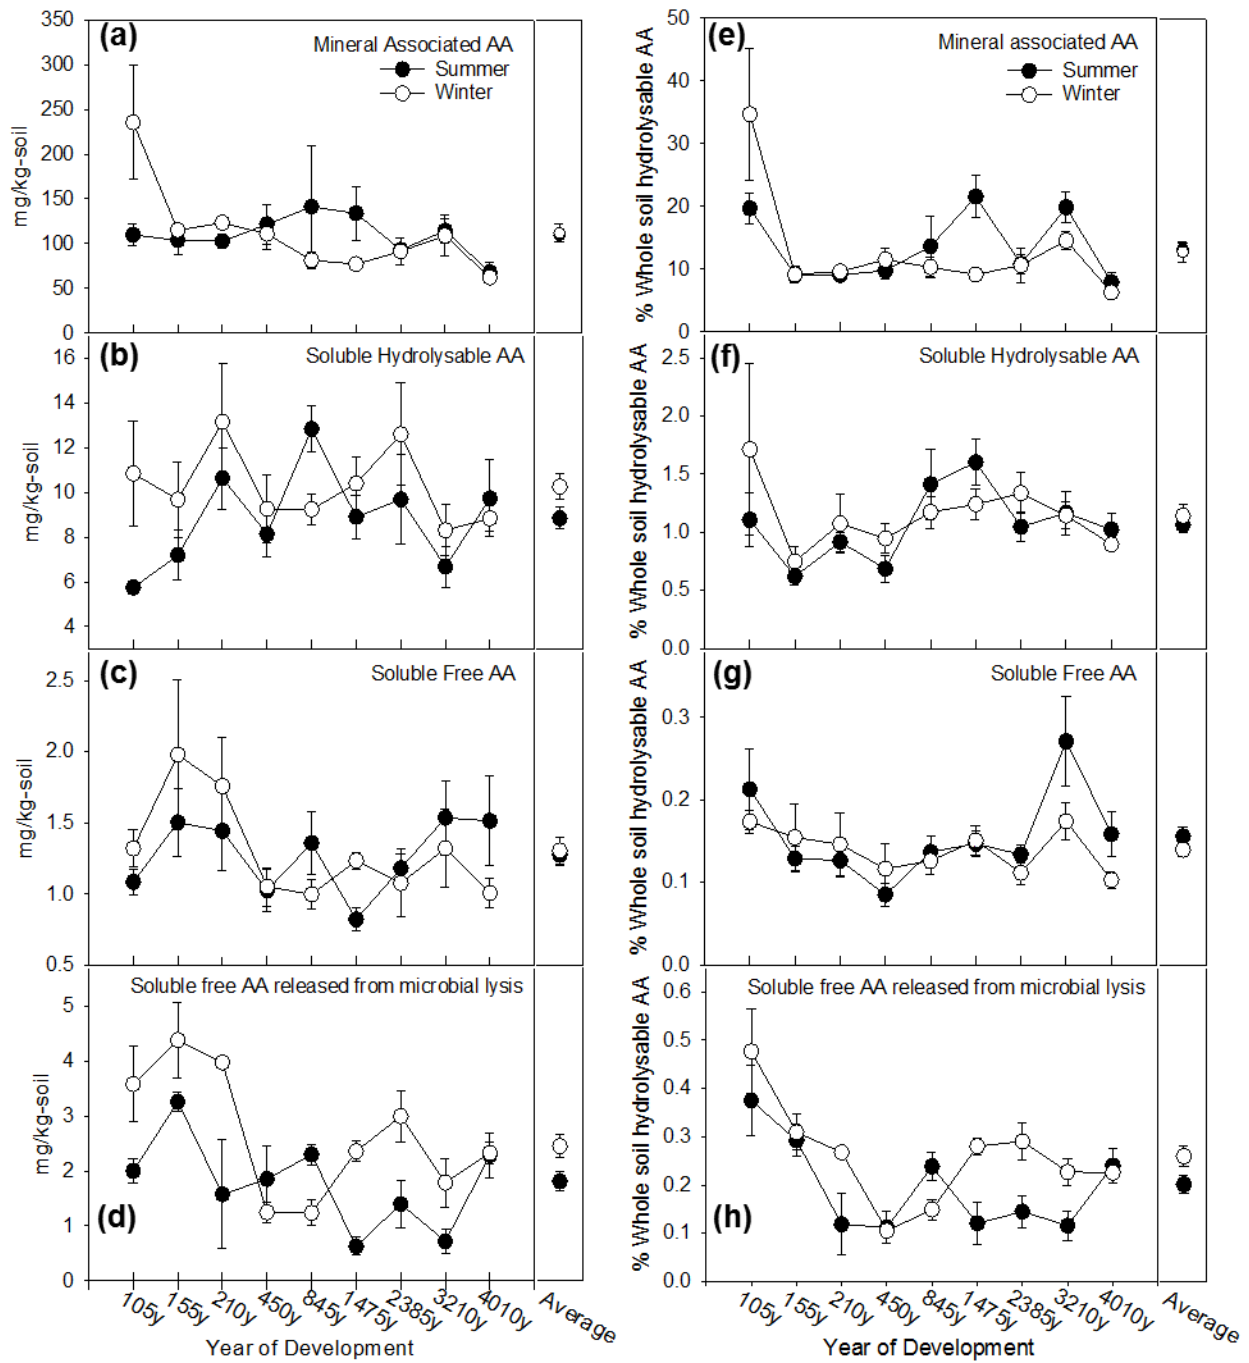 (a)
Mineral Associated AA
Summer
Winter
350
300
250
200
150
100
50
0
mg/kg-soil
(b)
Soluble Hydrolysable AA
16
14
12
10
8
6
4
mg/kg-soil
(c)
Soluble Free AA
2.5
2.0
1.5
1.0
0.5
mg/kg-soil
Soluble free AA released from microbial lysis
5
4
3
2
1
0
mg/kg-soil
(d)
105y
155y
210y
450y
845y
1475y
2385y
3210y
4010y
Average
Year of Development
(e)
Mineral associated AA
Summer
Winter
50
40
30
20
10
0
% Whole soil hydrolysable AA
(f)
Soluble Hydrolysable AA
2.5
2.0
1.5
1.0
0.5
0.0
% Whole soil hydrolysable AA
(g)
Soluble Free AA
0.3
0.2
0.1
0.0
% Whole soil hydrolysable AA
Soluble free AA released from microbial lysis
0.6
0.5
0.4
0.3
0.2
0.1
0.0
% Whole soil hydrolysable AA
(h)
105y
155y
210y
450y
845y
1475y
2385y
3210y
4010y
Average
Year of Development